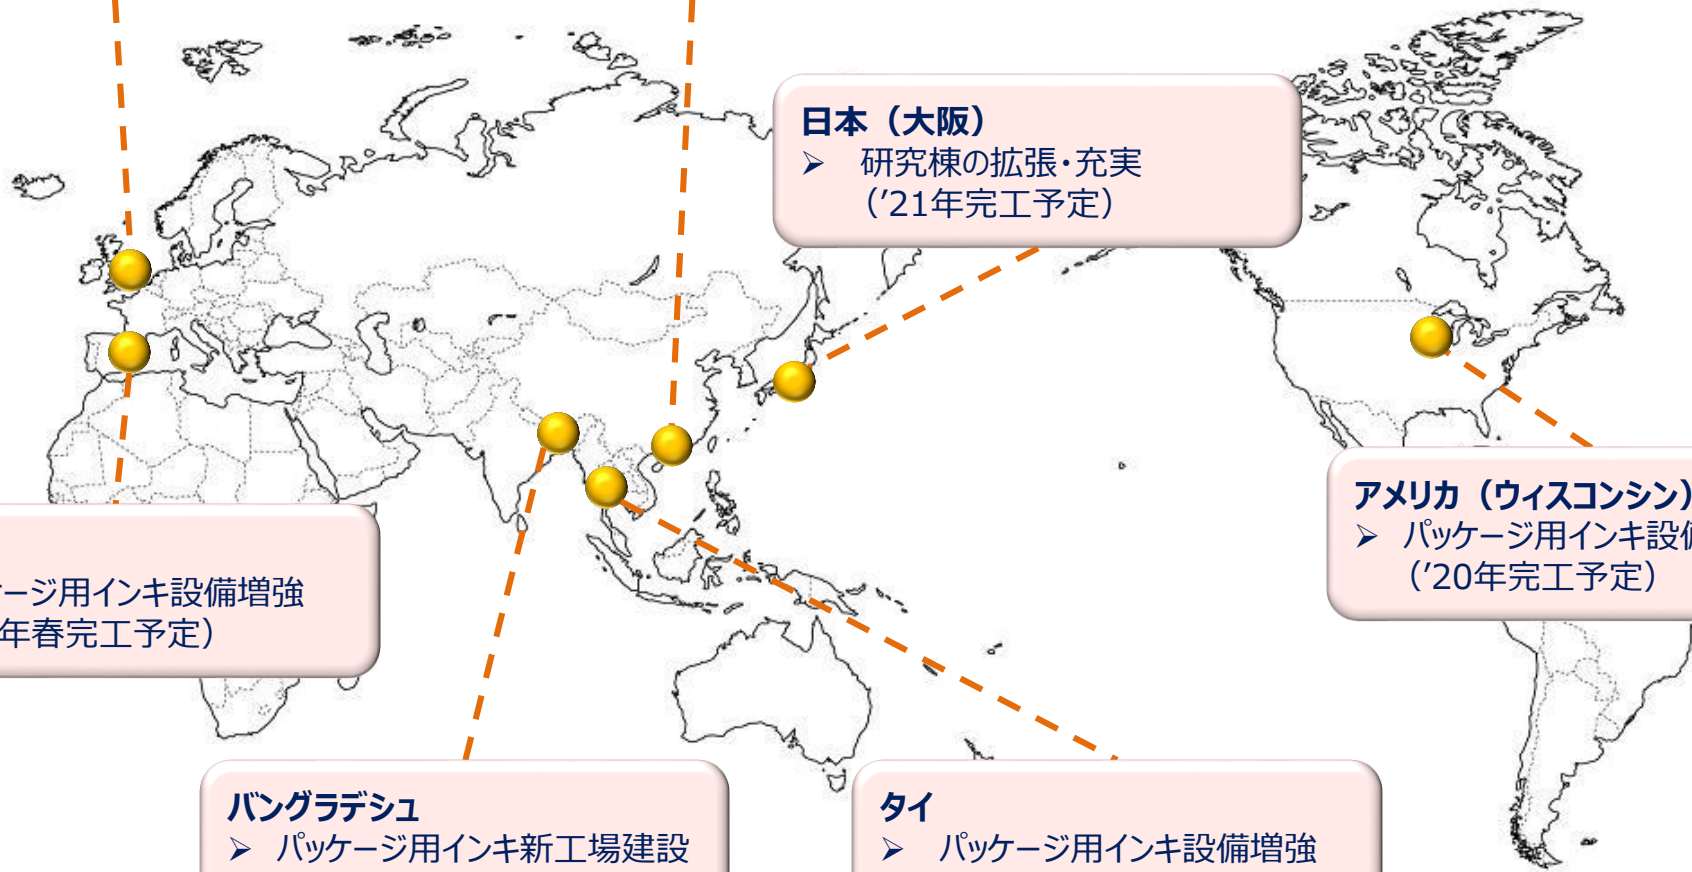 日本（大阪）
➢ 研究棟の拡張・充実
（’21年完工予定）
アメリカ（ウィスコンシン）
➢ パッケージ用インキ設
（’20年完工予定）
ージ用インキ設備増強
年春完工予定）
バングラデシュ
➢ パッケージ用インキ新工場建設
タイ
➢ パッケージ用インキ設備増強